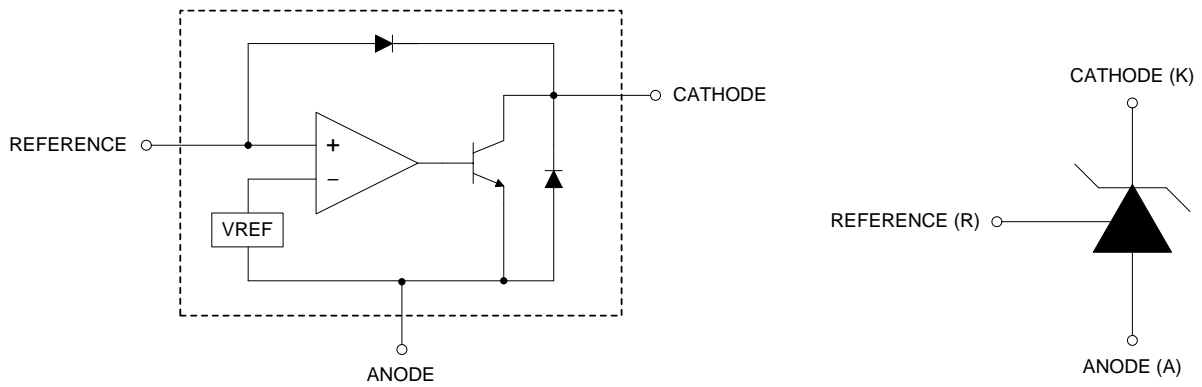 REFERENCE
+
−
VREF
CATHODE
ANODE
CATHODE (K)
REFERENCE (R)
ANODE (A)